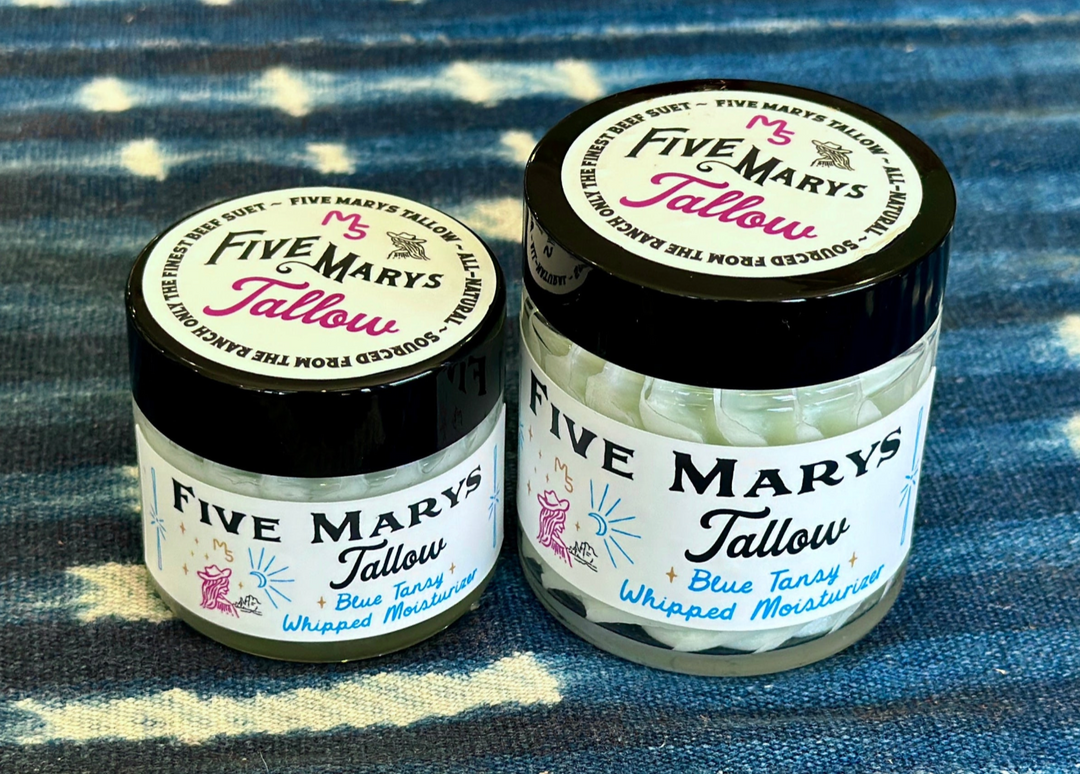 FIVE MARYS TALLOW ~ ALL-NATURAL ~ SOURCED FROM THE RANCH ONLY THE FINEST BEEF SUET ~
M5
FIVE MARYS
Tallow
FIVE MARYS
Tallow
M5
Blue Tansy
Whipped Moisturizer
FIVE MARYS TALLOW ~ ALL-NATURAL ~ SOURCED FROM THE RANCH ONLY THE FINEST BEEF SUET ~
M5
FIVE MARYS
Tallow
FIVE MARYS
Tallow
M5
Blue Tansy
Whipped Moisturizer